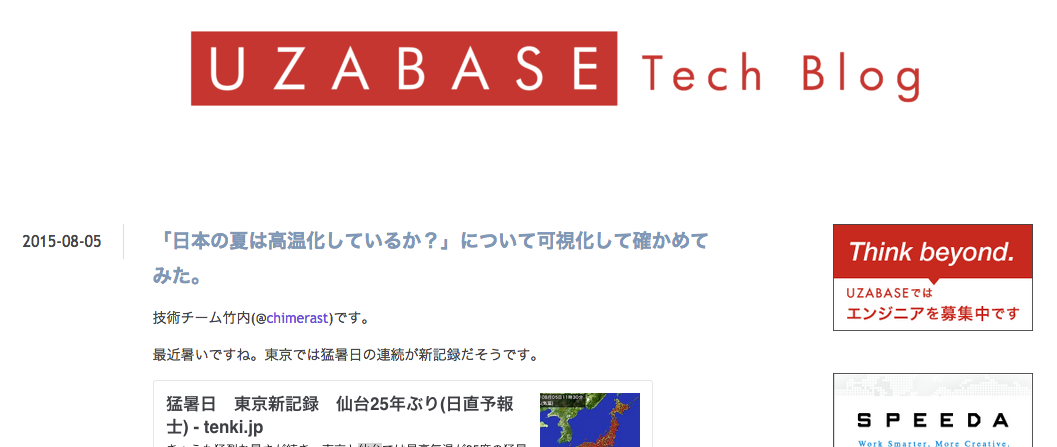 UZABASE Tech Blog
2015-08-05
「日本の夏は高温化しているか？」について可視化して確かめて
みた。
技術チーム竹内(@chimerast)です。
最近暑いですね。東京では猛暑日の連続が新記録だそうです。
猛暑日　東京新記録　仙台25年ぶり(日直予報
士) - tenki.jp
Think beyond.
UZABASEでは
エンジニアを募集中です
SPEEDA
Work Smarter. More Creative.